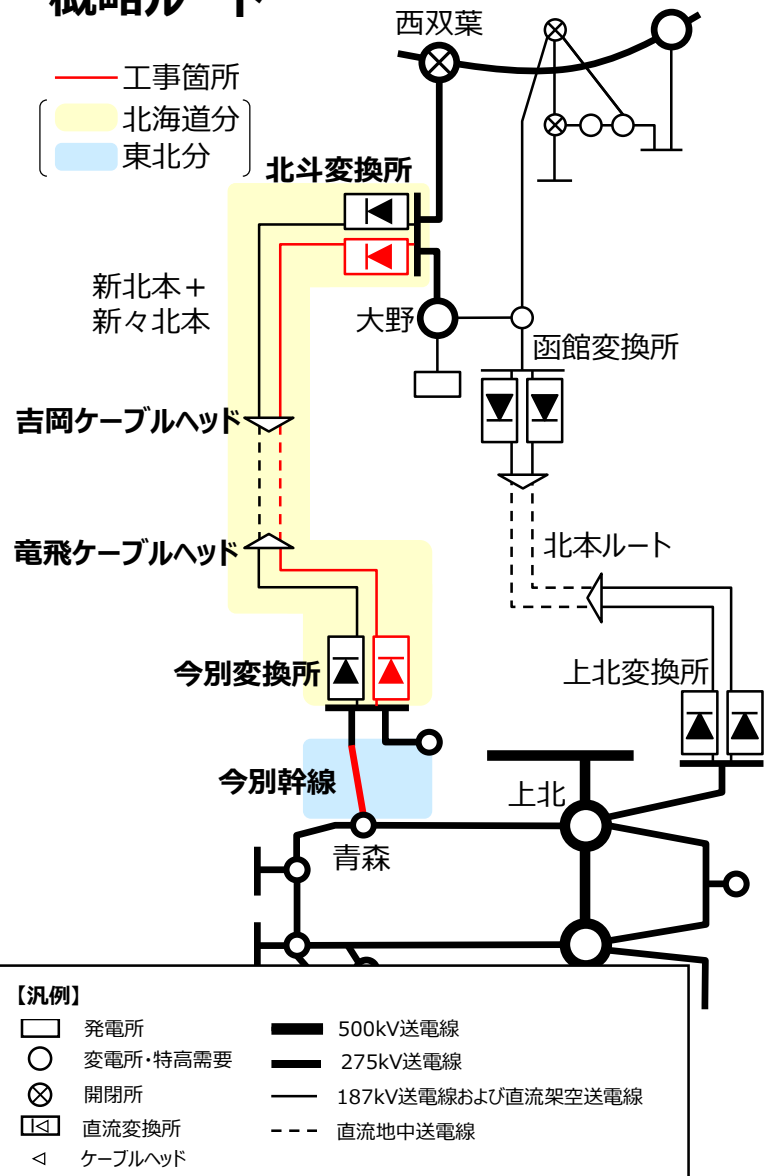 概略ルート
西双葉
工事箇所
北海道分
東北分
北斗変換所
新北本＋
新々北本
大野
函館変換所
吉岡ケーブルヘッド
竜飛ケーブルヘッド
北本ルート
今別変換所
上北変換所
今別幹線
上北
青森
【汎例】
発電所
500kV送電線
変電所・特高需要
275kV送電線
開閉所
187kV送電線および直流架空送電線
直流変換所
直流地中送電線
ケーブルヘッド